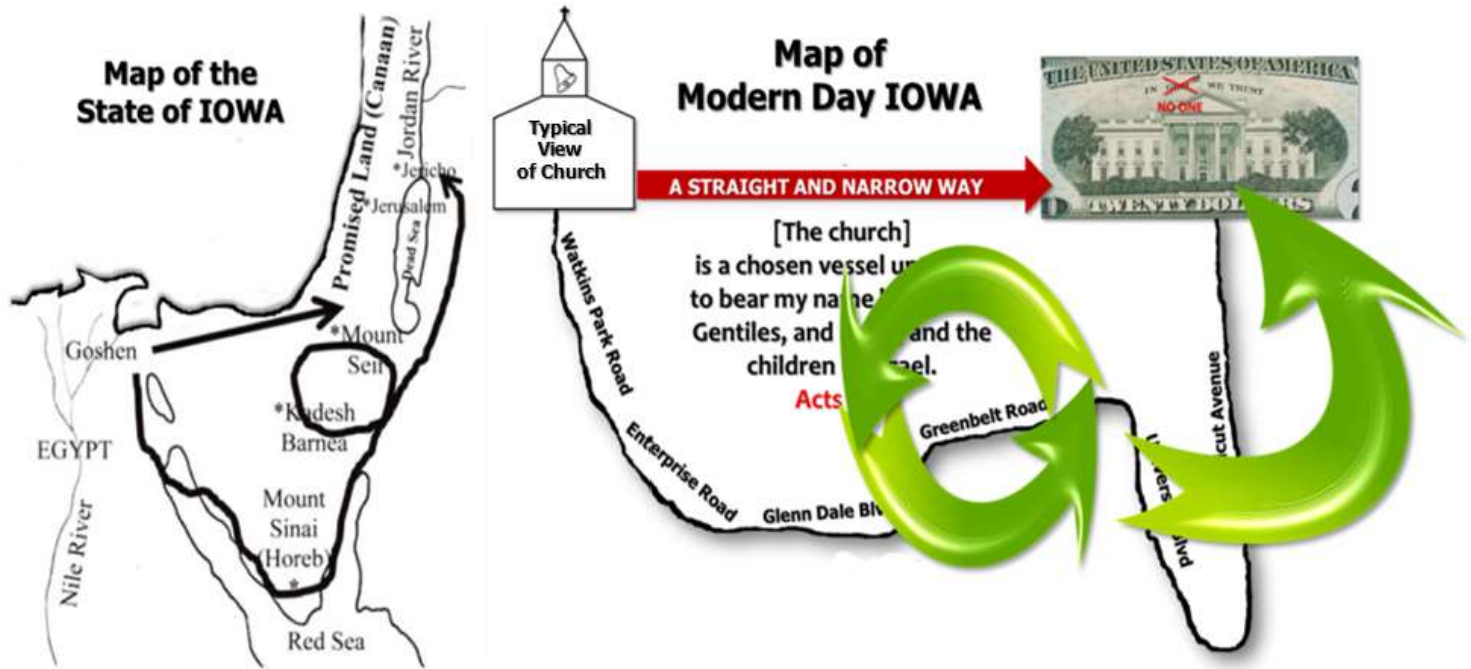 Map of the
State of IOWA
Promised Land (Canaan)
Jordan River
*Jericho
*Jerusalem
Dead Sea
*Mount
Seir
Goshen
*Kadesh
Barnea
EGYPT
Mount
Sinai
(Horeb)
*
Nile River
Red Sea
Typical
View
of Church
Map of
Modern Day IOWA
THE UNITED STATES OF AMERICA
IN WE TRUST
NO ONE
TWENTY DOLLARS
A STRAIGHT AND NARROW WAY
[The church]
is a chosen vessel
to bear my name
Gentiles, and and the
children
Acts
Watkins Park Road
Enterprise Road
Glenn Dale
Greenbelt Road